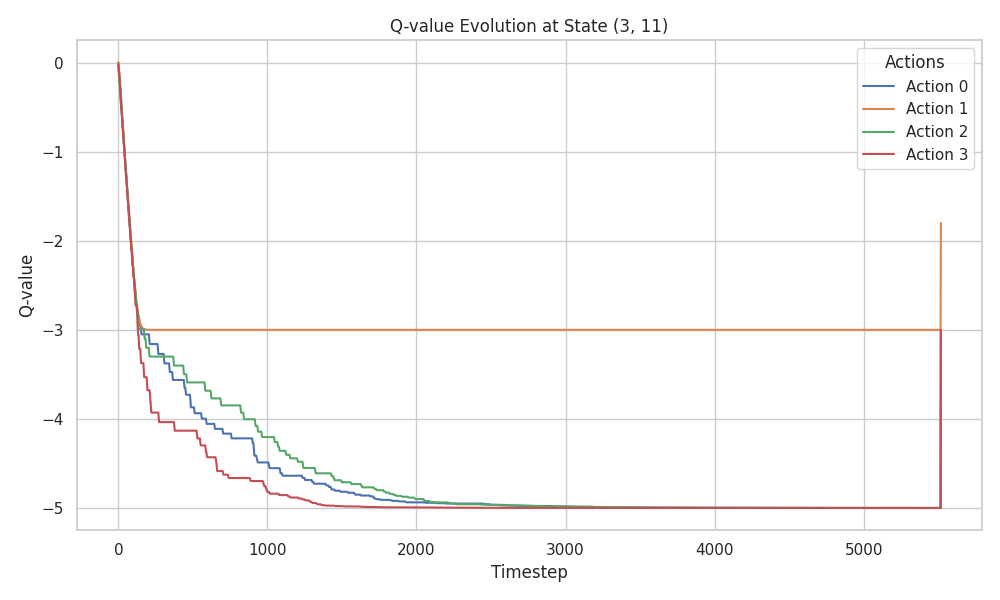 Q-value Evolution at State (3, 11)
Actions
Action 0
Action 1
Action 2
Action 3
Q-value
0
−1
−2
−3
−4
−5
0
1000
2000
3000
4000
5000
Timestep